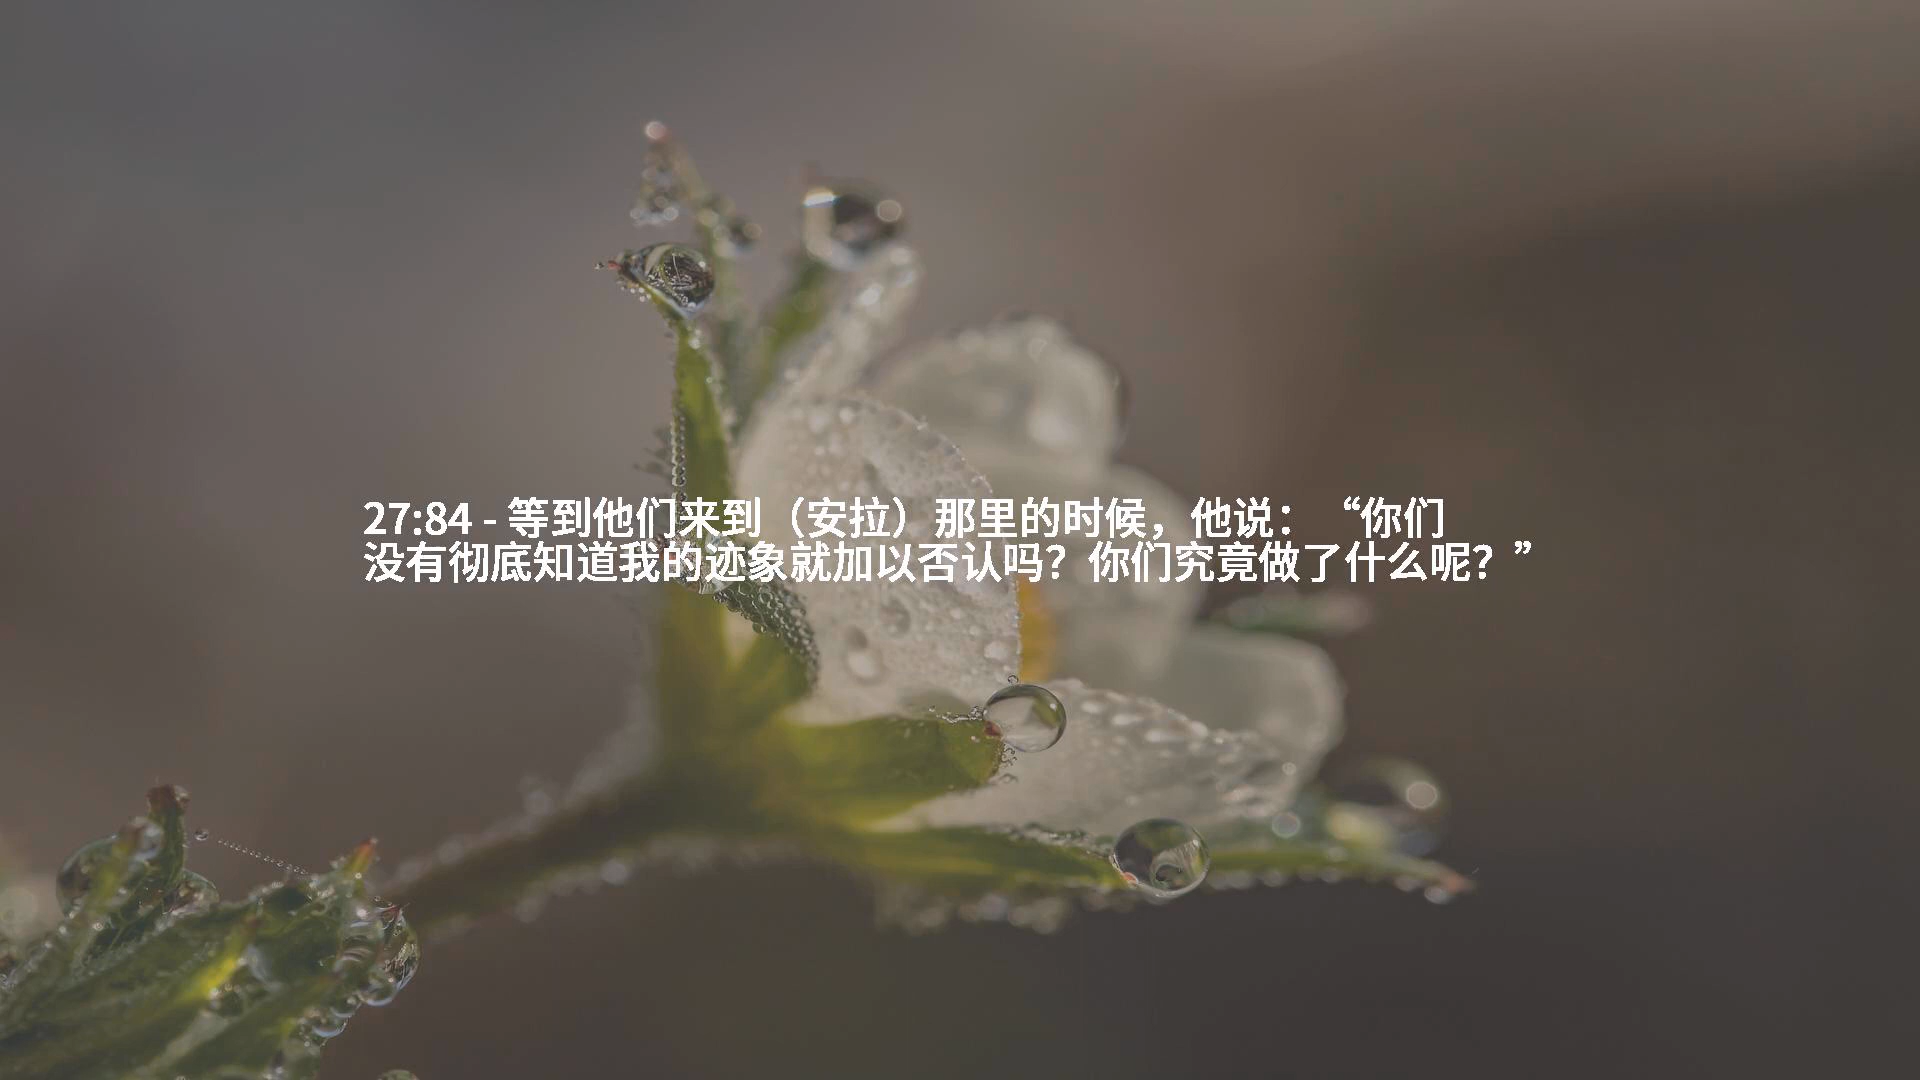 27:84 - 等到他们来到（安拉）那里的时候，他说：“你们
没有彻底知道我的迹象就加以否认吗？你们究竟做了什么呢？”